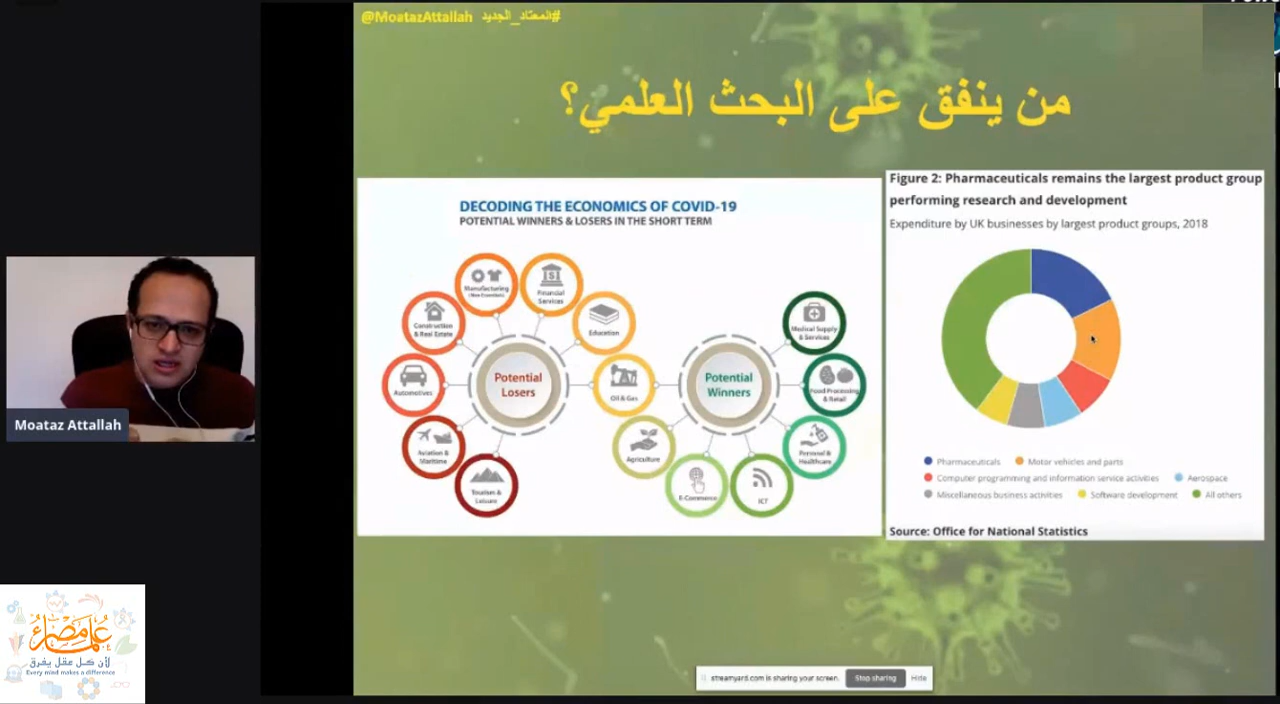 @MoatazAttallah #المعتاد_الجديد
من ينفق على البحث العلمي؟
DECODING THE ECONOMICS OF COVID-19
POTENTIAL WINNERS & LOSERS IN THE SHORT TERM
Manufacturing
(Non Essential)
Financial
Services
Construction
& Real Estate
Education
Automotives
Potential
Losers
Oil & Gas
Aviation &
Maritime
Tourism &
Leisure
Potential
Winners
Medical Supply
& Services
Food Processing
& Retail
Personal &
Healthcare
Agriculture
E-Commerce
ICT
Figure 2: Pharmaceuticals remains the largest product group
performing research and development
Expenditure by UK businesses by largest product groups, 2018
Pharmaceuticals
Motor vehicles and parts
Computer programming and information service activities
Aerospace
Miscellaneous business activities
Software development
All others
Source: Office for National Statistics
Moataz Attallah
علماء مصر
لأن كل عقل يفرق
Every mind makes a difference
streamyard.com is sharing your screen.
Stop sharing
Hide